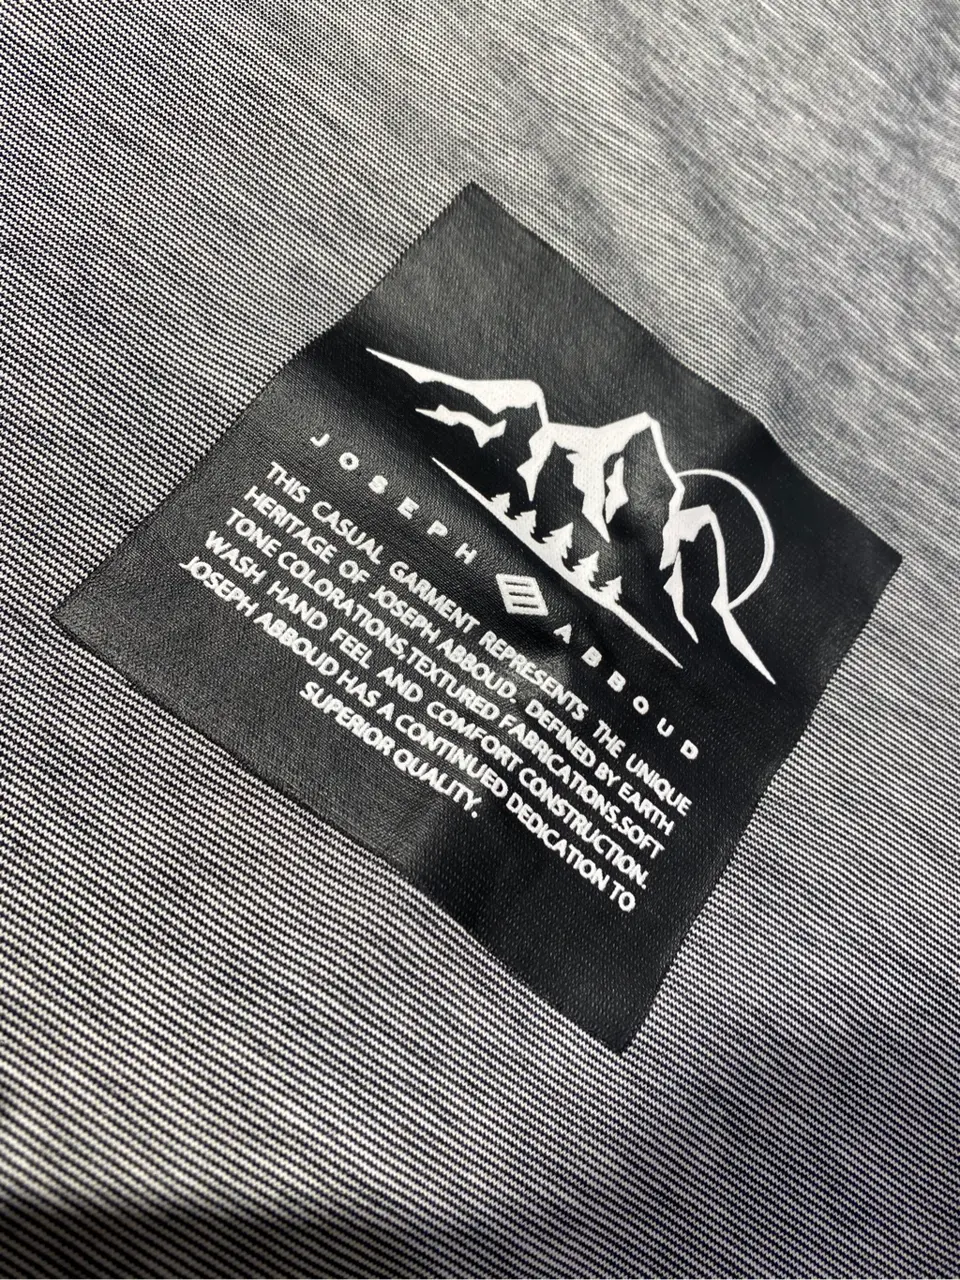 JOSEPH ABBOUD
THIS CASUAL GARMENT REPRESENTS THE UNIQUE
HERITAGE OF JOSEPH ABBOUD. DEFINED BY EARTH
TONE COLORATIONS,TEXTURED FABRICATIONS,SOFT
WASH HAND FEEL AND COMFORT CONSTRUCTION.
JOSEPH ABBOUD HAS A CONTINUED DEDICATION TO
SUPERIOR QUALITY.